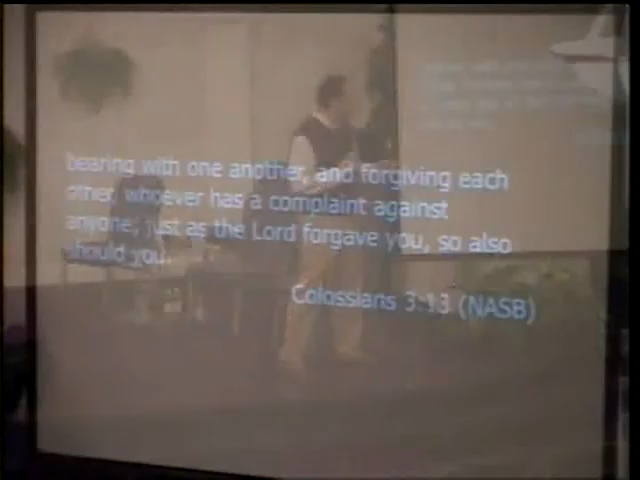 bearing with one another, and forgiving each
other, whoever has a complaint against
anyone; just as the Lord forgave you, so also
should you.
Colossians 3:13 (NASB)